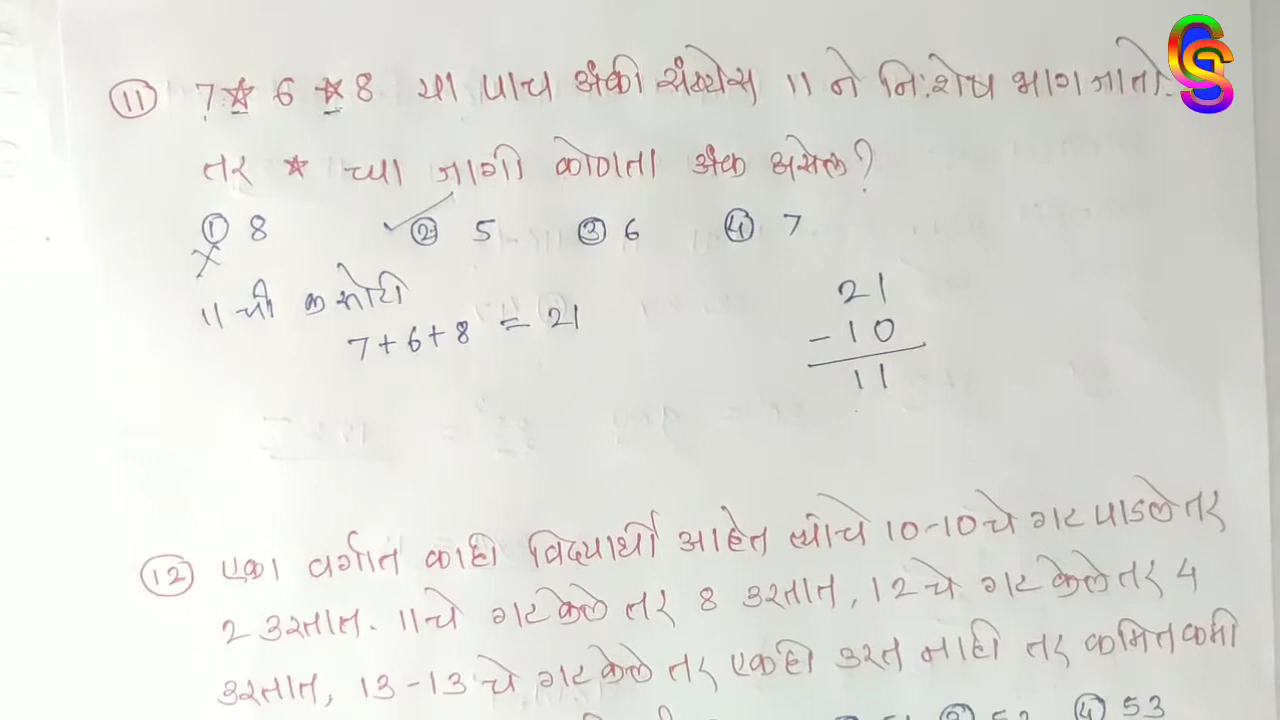 ⑪ 7★ 6 ★8 या पाच अंकी संख्येस 11 ने नि:शेष भाग जातो.
तर ★ च्या जागी कोणता अंक असेल?
① 8 ② 5 ③ 6 ④ 7
11 ची कसोटी
7+6+8 = 21
21
- 10
11
⑫ एका वर्गात काही विद्यार्थी आहेत त्यांचे 10-10 चे गट पाडले तर
2 उरतात. 11 चे गट केले तर 8 उरतात, 12 चे गट केले तर 4
उरतात, 13-13 चे गट केले तर एकही उरत नाही तर कमीतकमी
④ 53